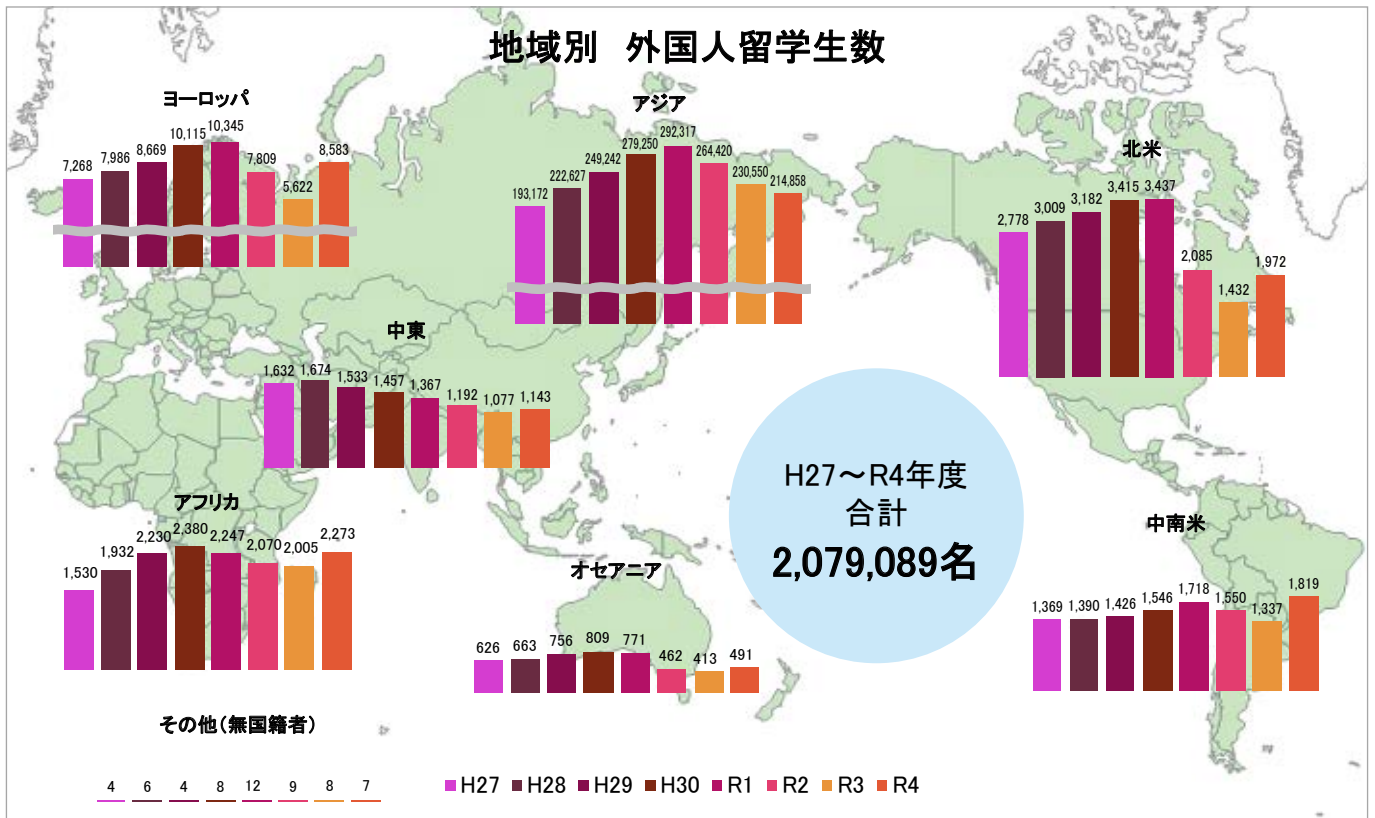 地域別 外国人留学生数
ヨーロッパ
7,268 7,986 8,669 10,115 10,345 7,809 5,622 8,583
アジア
193,172 222,627 249,242 279,250 292,317 264,420 230,550 214,858
北米
2,778 3,009 3,182 3,415 3,437 2,085 1,432 1,972
中東
1,632 1,674 1,533 1,457 1,367 1,192 1,077 1,143
アフリカ
1,530 1,932 2,230 2,380 2,247 2,070 2,005 2,273
オセアニア
626 663 756 809 771 462 413 491
H27～R4年度
合計
2,079,089名
中南米
1,369 1,390 1,426 1,546 1,718 1,550 1,337 1,819
その他（無国籍者）
4 6 4 8 12 9 8 7
H27 H28 H29 H30 R1 R2 R3 R4